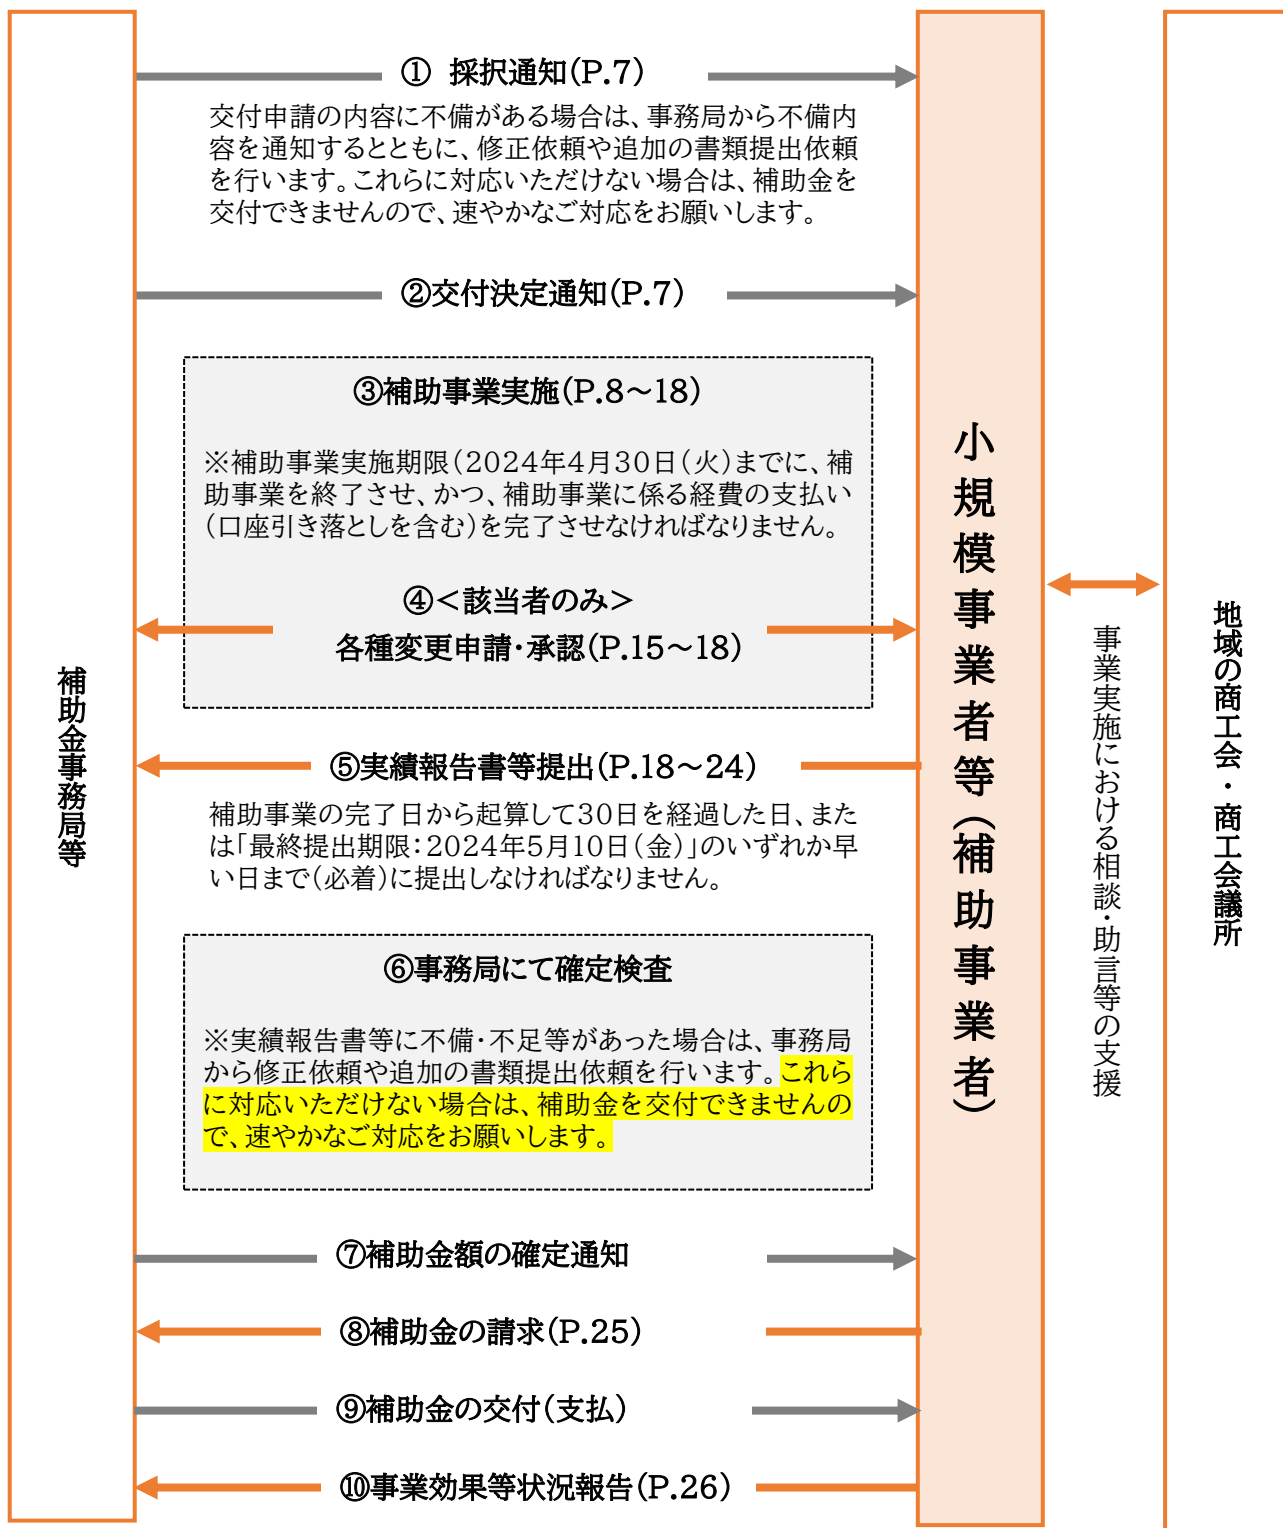 補助金事務局等
① 採択通知(P.7)
交付申請の内容に不備がある場合は、事務局から不備内
容を通知するとともに、修正依頼や追加の書類提出依頼
を行います。これらに対応いただけない場合は、補助金を
交付できませんので、速やかなご対応をお願いします。
②交付決定通知(P.7)
③補助事業実施(P.8～18)
※補助事業実施期限(2024年4月30日(火)までに、補
助事業を終了させ、かつ、補助事業に係る経費の支払い
(口座引き落としを含む)を完了させなければなりません。
④＜該当者のみ＞
各種変更申請・承認(P.15～18)
⑤実績報告書等提出(P.18～24)
補助事業の完了日から起算して30日を経過した日、また
は「最終提出期限：2024年5月10日(金)」のいずれか早
い日まで(必着)に提出しなければなりません。
⑥事務局にて確定検査
※実績報告書等に不備・不足等があった場合は、事務局
から修正依頼や追加の書類提出依頼を行います。これら
に対応いただけない場合は、補助金を交付できませんの
で、速やかなご対応をお願いします。
⑦補助金額の確定通知
⑧補助金の請求(P.25)
⑨補助金の交付(支払)
⑩事業効果等状況報告(P.26)
小規模事業者等(補助事業者)
事業実施における相談・助言等の支援
地域の商工会・商工会議所